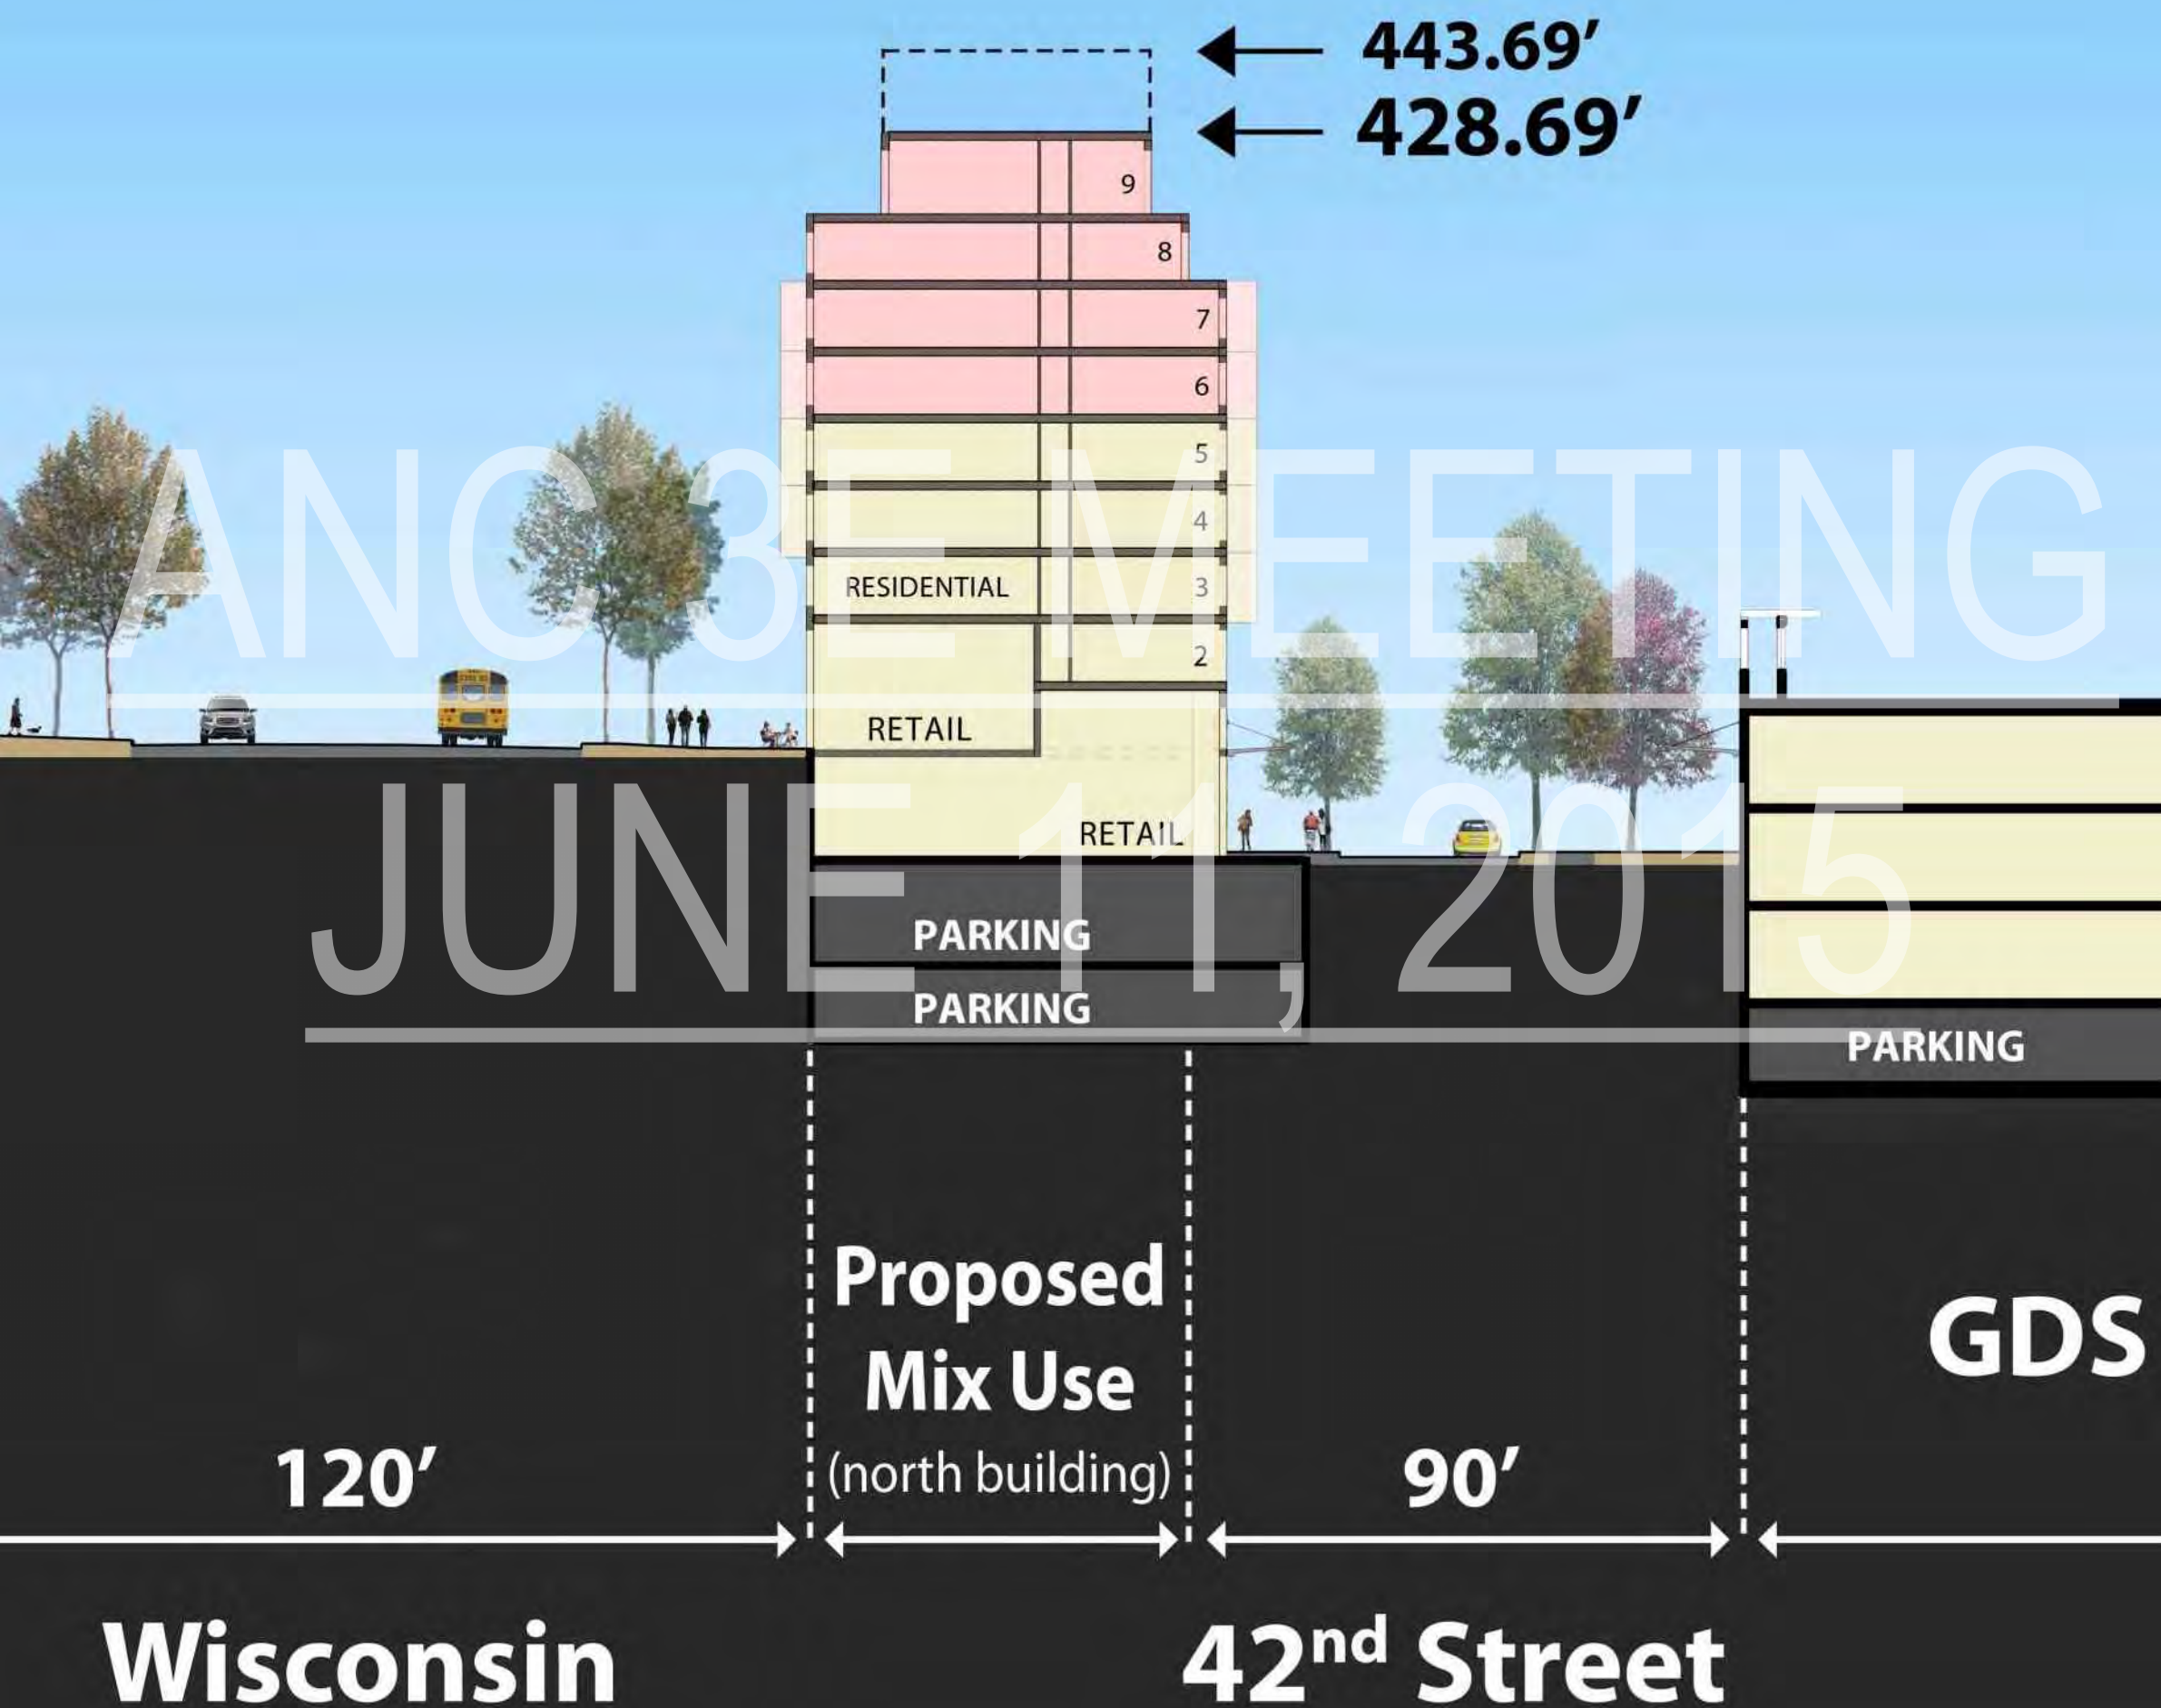 443.69’
428.69’
9
8
7
6
5
4
RESIDENTIAL 3
2
RETAIL
RETAIL
ANC 3E MEETING
JUNE 11, 2015
PARKING
PARKING
PARKING
Proposed
Mix Use
(north building)
GDS
120’
90’
Wisconsin
42nd Street